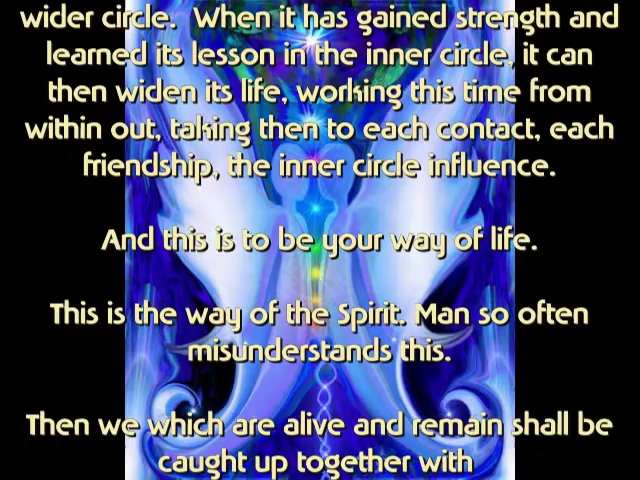 wider circle. When it has gained strength and
learned its lesson in the inner circle, it can
then widen its life, working this time from
within out, taking then to each contact, each
friendship, the inner circle influence.
And this is to be your way of life.
This is the way of the Spirit. Man so often
misunderstands this.
Then we which are alive and remain shall be
caught up together with